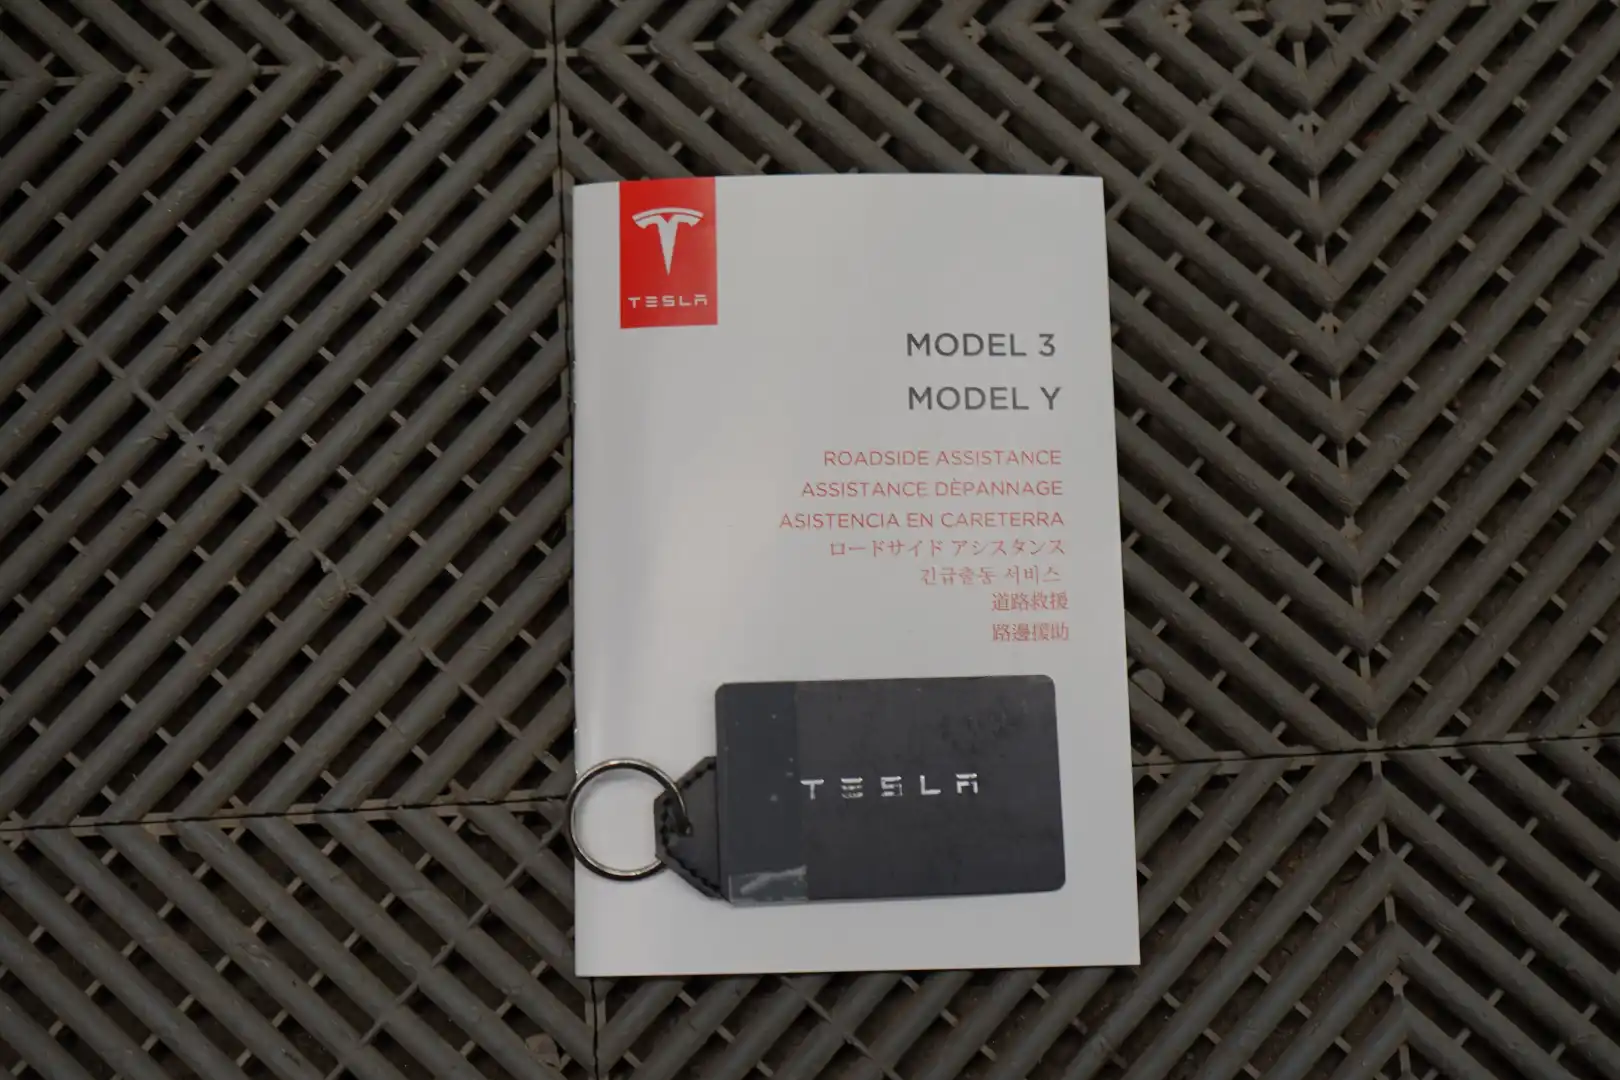 TESLA
MODEL 3
MODEL Y
ROADSIDE ASSISTANCE
ASSISTANCE DÈPANNAGE
ASISTENCIA EN CARETERRA
ロードサイド アシスタンス
긴급출동 서비스
道路救援
路邊援助
TESLA